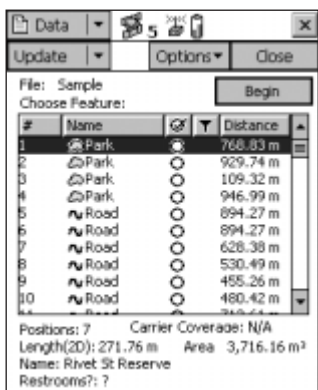 Data 5
Update Options Close
File: Sample Begin
Choose Feature:
# Name Distance
1 Park 768.83 m
2 Park 929.74 m
3 Park 109.32 m
4 Park 946.99 m
5 Road 894.27 m
6 Road 894.27 m
7 Road 628.38 m
8 Road 530.49 m
9 Road 455.26 m
10 Road 480.42 m
Positions: 7 Carrier Coverage: N/A
Length(2D): 271.76 m Area 3,716.16 m²
Name: Rivet St Reserve
Restrooms?: ?